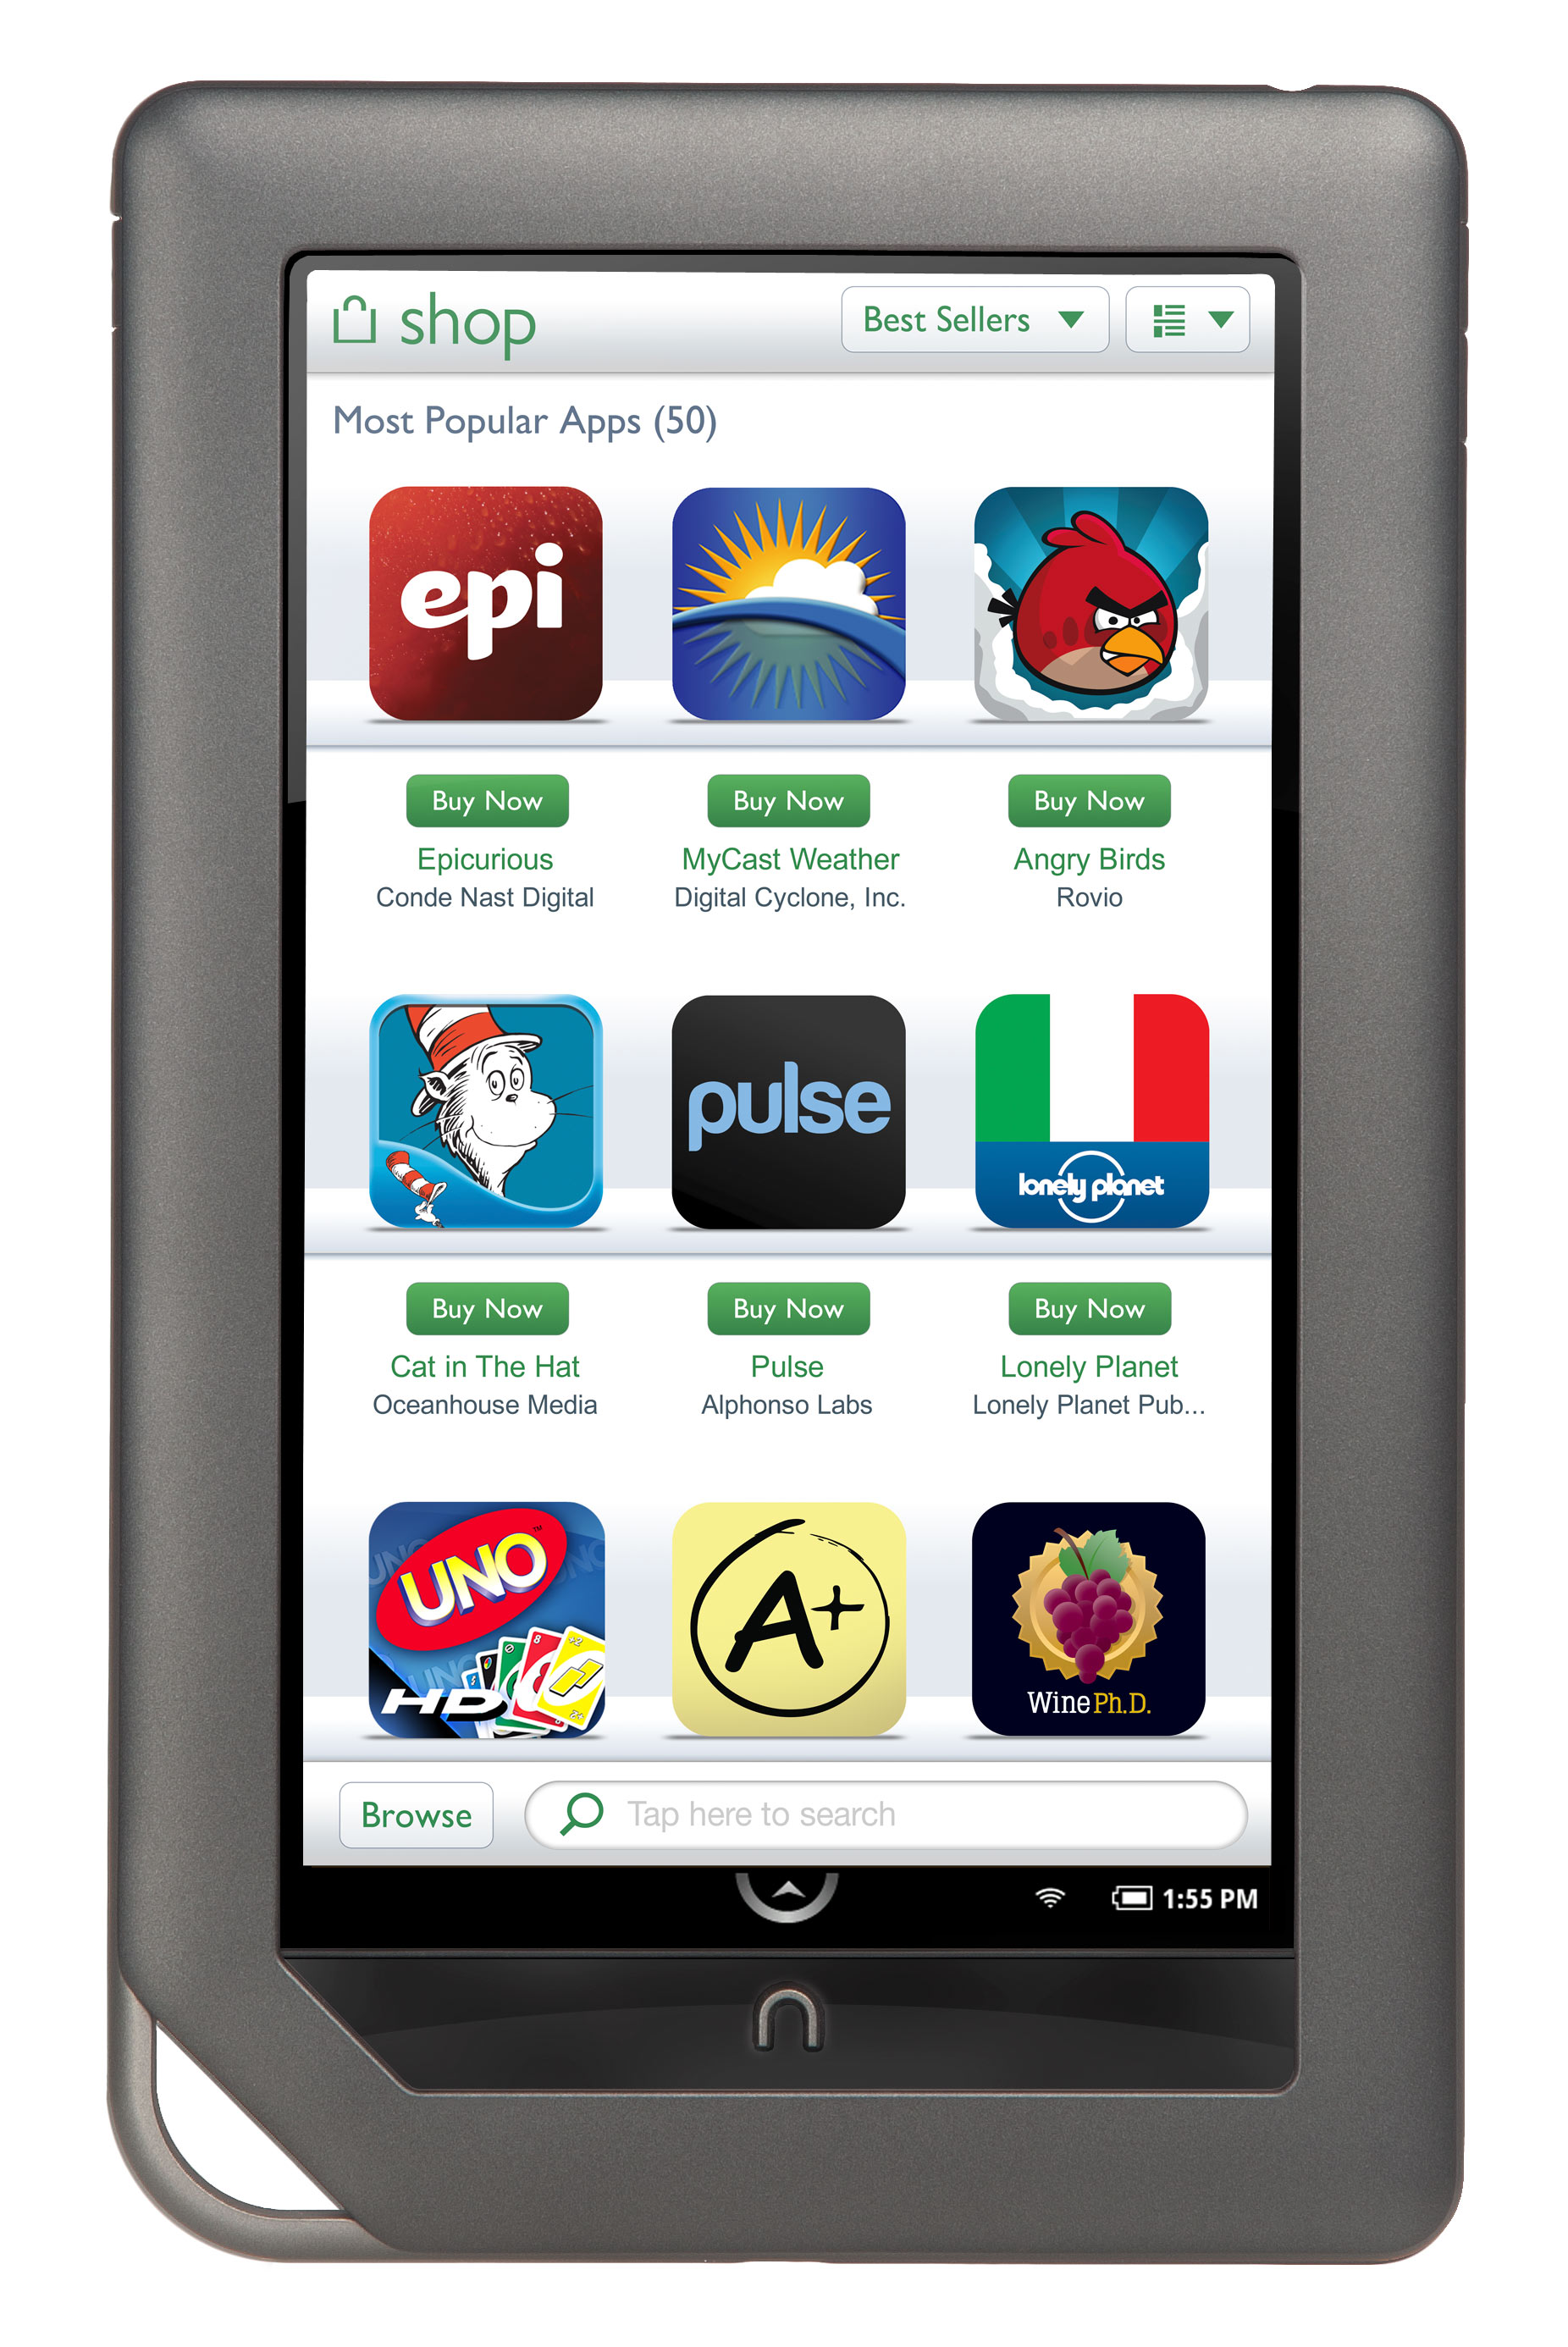 shop
Best Sellers
Most Popular Apps (50)
epi
Buy Now
Buy Now
Buy Now
Epicurious
MyCast Weather
Angry Birds
Conde Nast Digital
Digital Cyclone, Inc.
Rovio
pulse
lonely planet
Buy Now
Buy Now
Buy Now
Cat in The Hat
Pulse
Lonely Planet
Oceanhouse Media
Alphonso Labs
Lonely Planet Pub...
UNO™
HD
A+
Wine Ph.D.
Browse
Tap here to search
1:55 PM
n